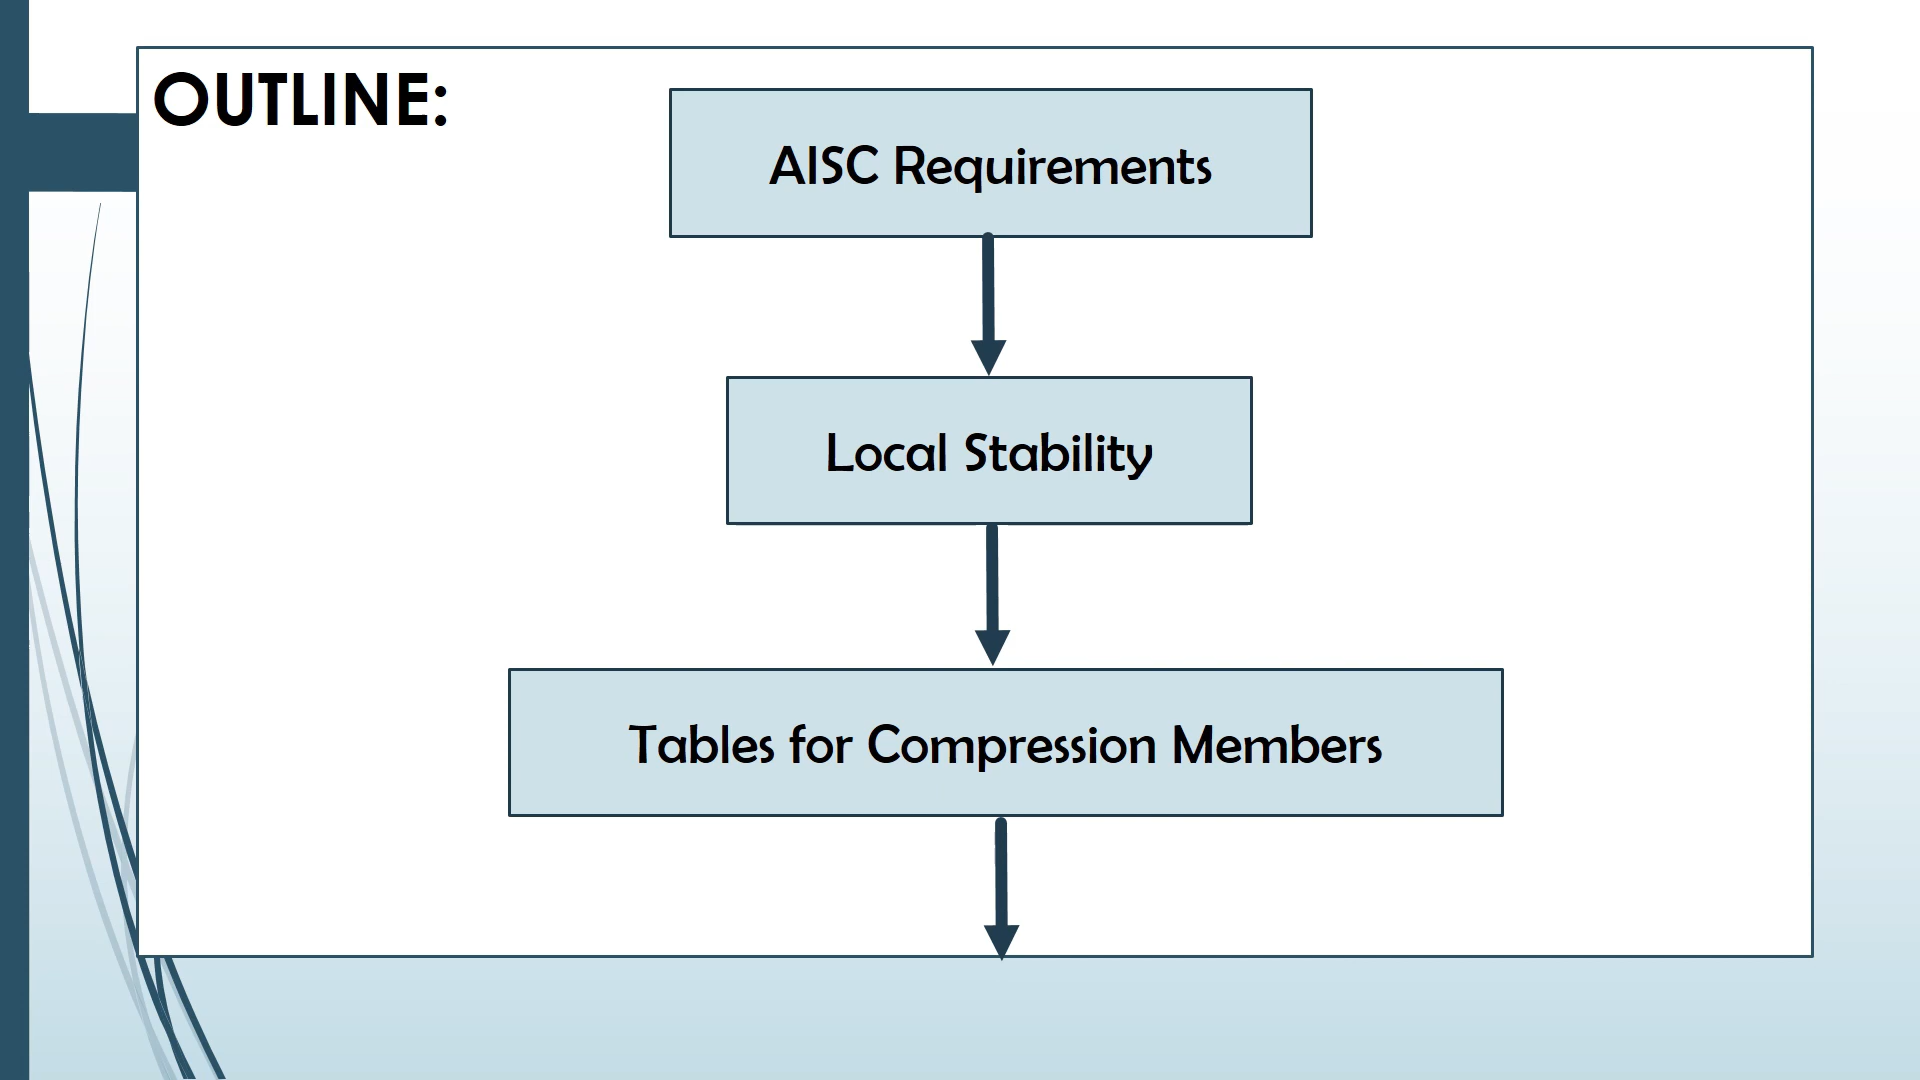 OUTLINE:
AISC Requirements
Local Stability
Tables for Compression Members